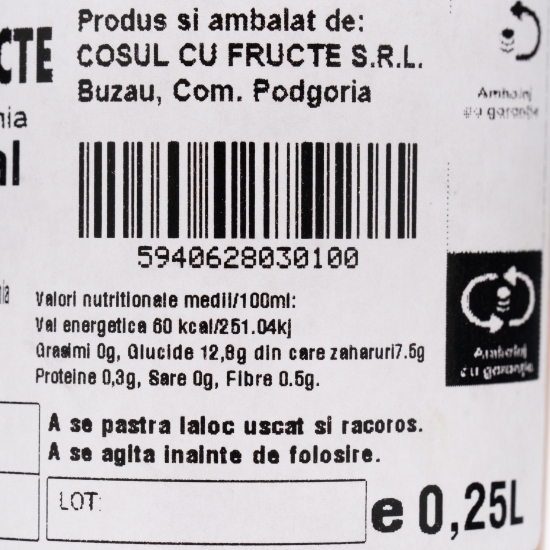 Produs si ambalat de:
COSUL CU FRUCTE S.R.L.
Buzau, Com. Podgoria
CTE
nia
al
5940628030100
Valori nutritionale medii/100ml:
Val energetica 60 kcal/251.04kj
Grasimi 0g, Glucide 12,8g din care zaharuri7.5g
Proteine 0,3g, Sare 0g, Fibre 0.5g.
A se pastra laloc uscat si racoros.
A se agita inainte de folosire.
LOT:
e 0,25L
Ambalaj
cu garanție
Ambalaj
cu garanție